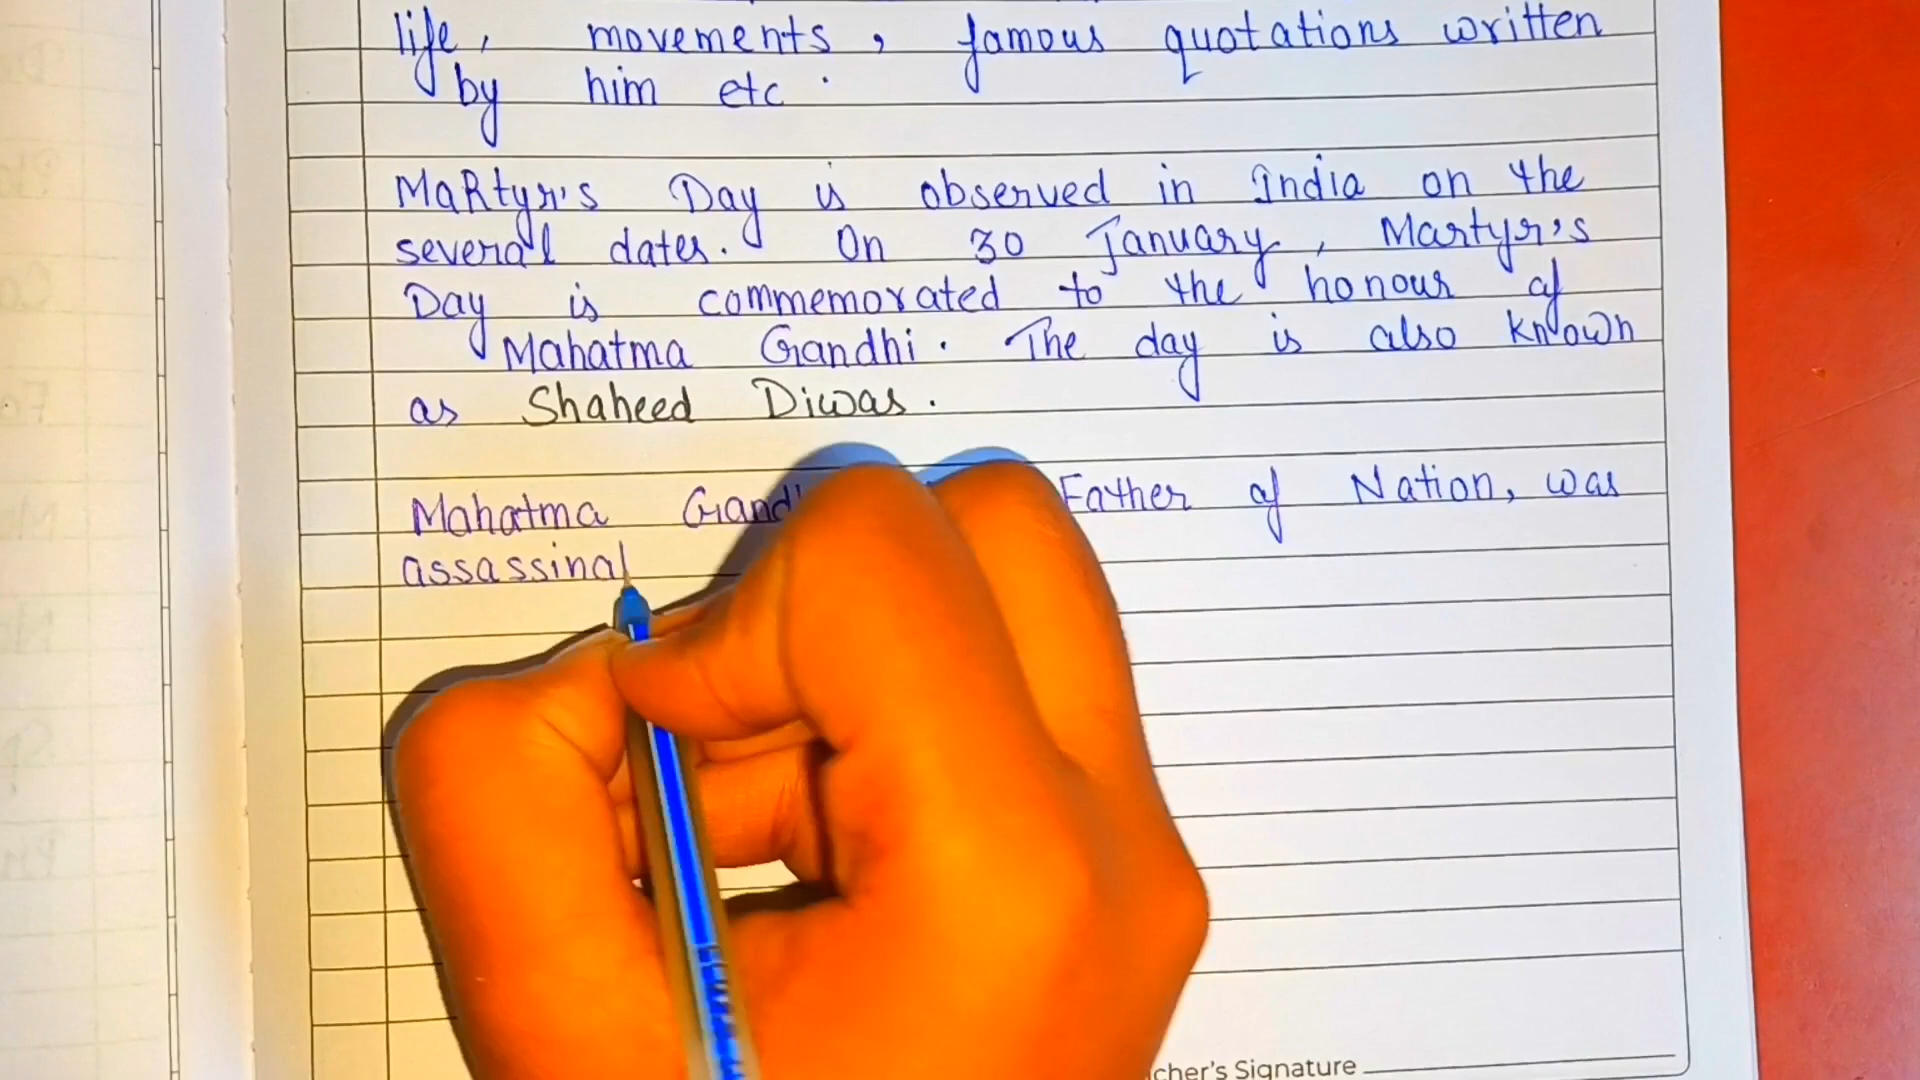 life, movements, famous quotations written
by him etc.
MaRtyr's Day is observed in India on the
several dates. On 30 January, Martyr's
Day is commemorated to the honour of
Mahatma Gandhi. The day is also known
as Shaheed Diwas.
Mahatma Father of Nation, was
Signature